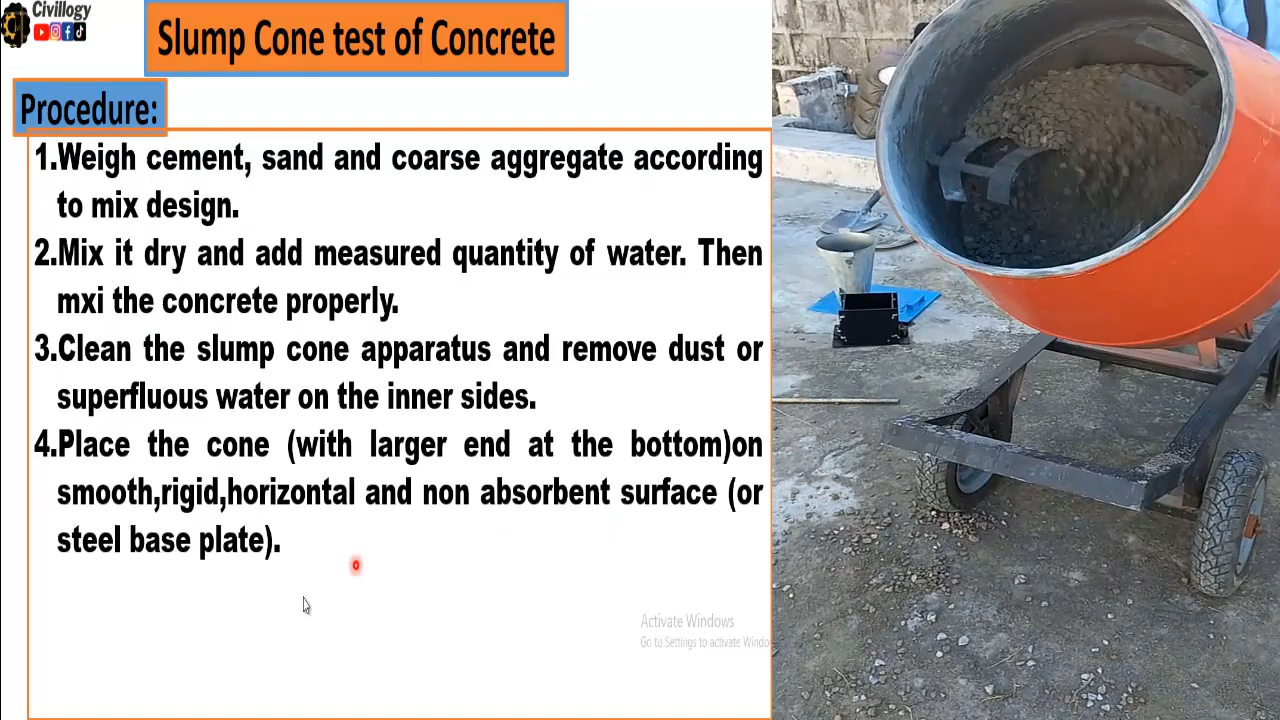 Civillogy
Slump Cone test of Concrete
Procedure:
1.Weigh cement, sand and coarse aggregate according
to mix design.
2.Mix it dry and add measured quantity of water. Then
mxi the concrete properly.
3.Clean the slump cone apparatus and remove dust or
superfluous water on the inner sides.
4.Place the cone (with larger end at the bottom)on
smooth,rigid,horizontal and non absorbent surface (or
steel base plate).
Activate Windows
Go to Settings to activate Windo